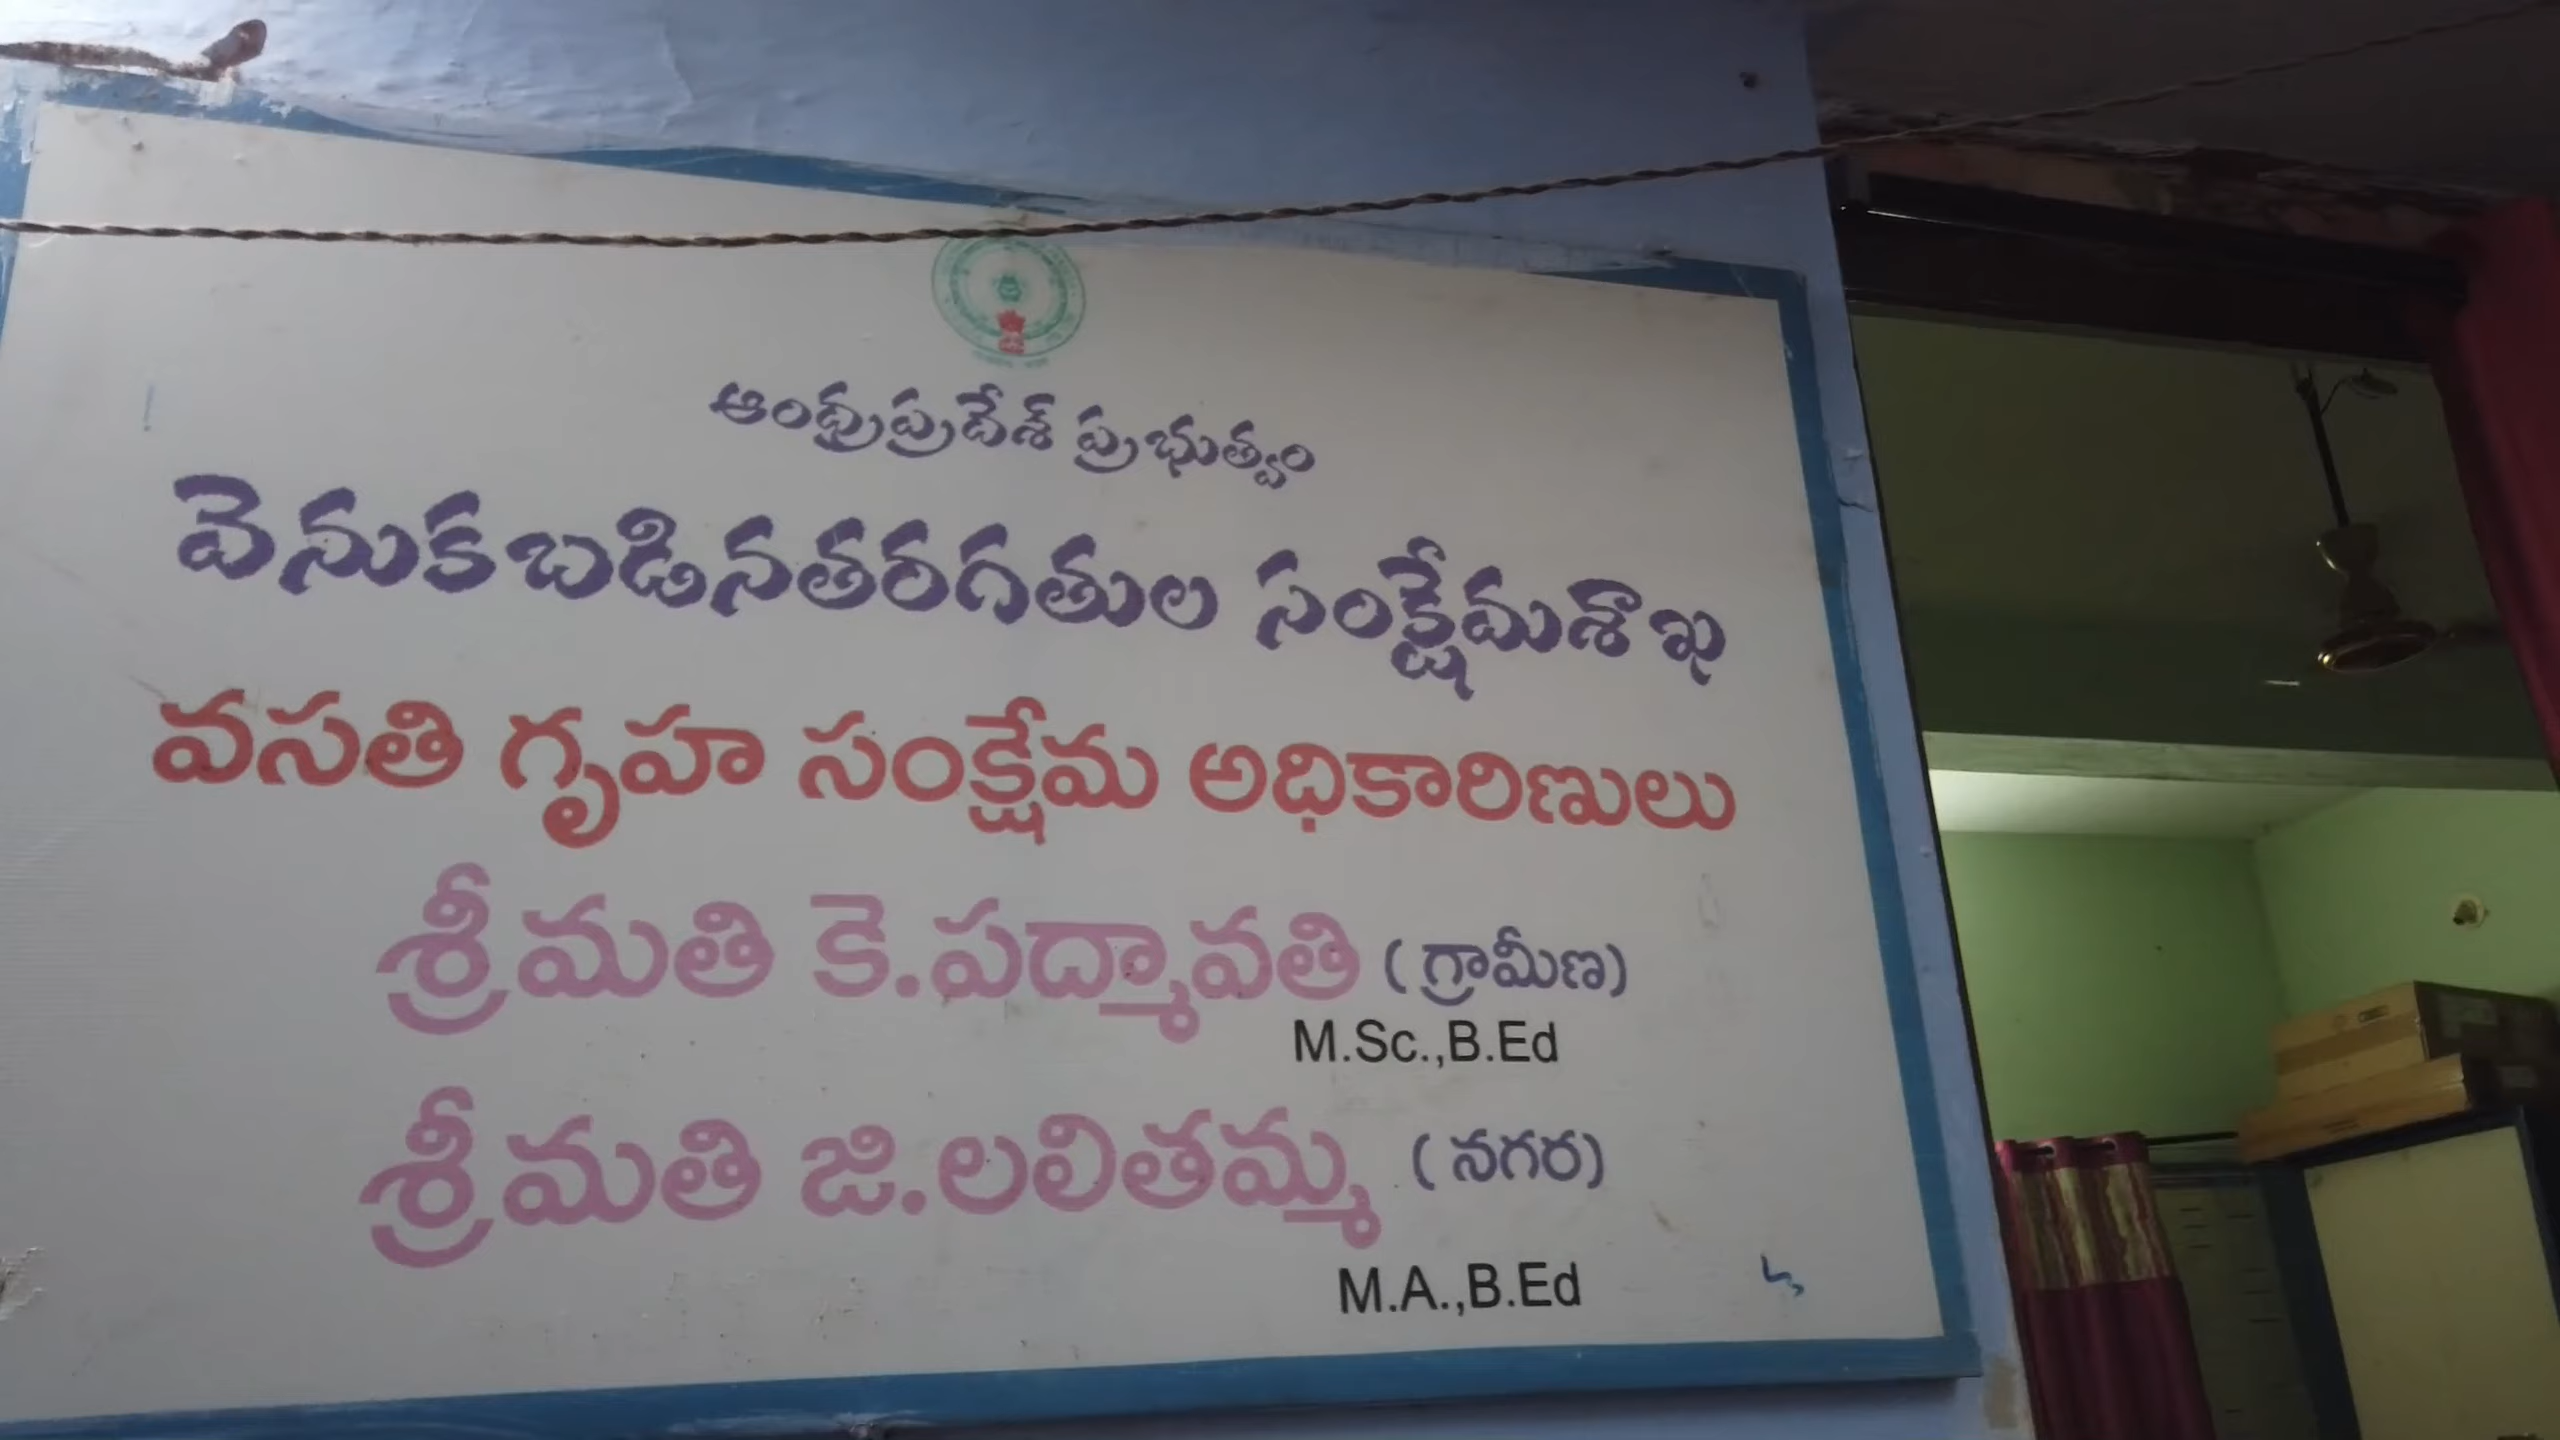 ఆంధ్రప్రదేశ్ ప్రభుత్వం
వెనుకబడినతరగతుల సంక్షేమశాఖ
వసతి గృహ సంక్షేమ అధికారిణులు
శ్రీమతి కె.పద్మావతి (గ్రామీణ)
M.Sc.,B.Ed
శ్రీమతి జి.లలితమ్మ (నగర)
M.A.,B.Ed